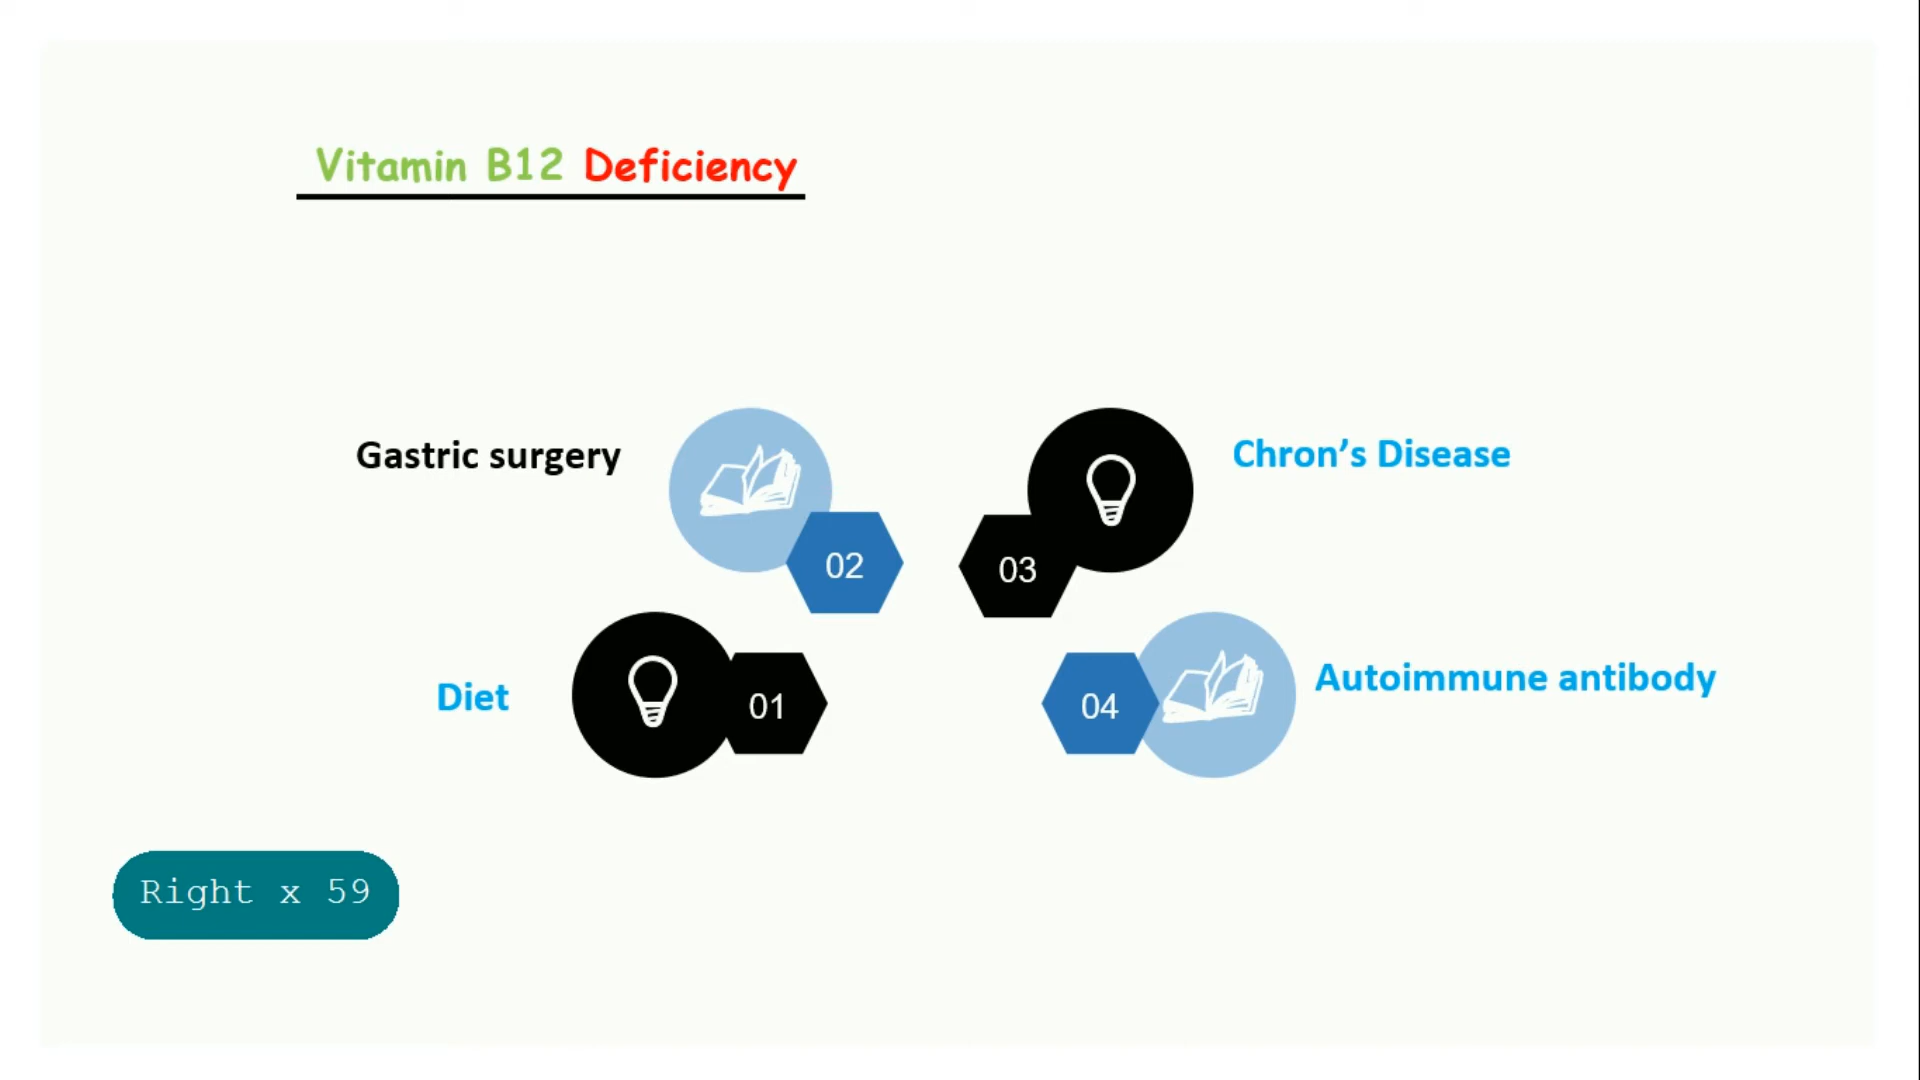 Vitamin B12 Deficiency
Gastric surgery
02
03
Chron’s Disease
Diet
01
04
Autoimmune antibody
Right x 59